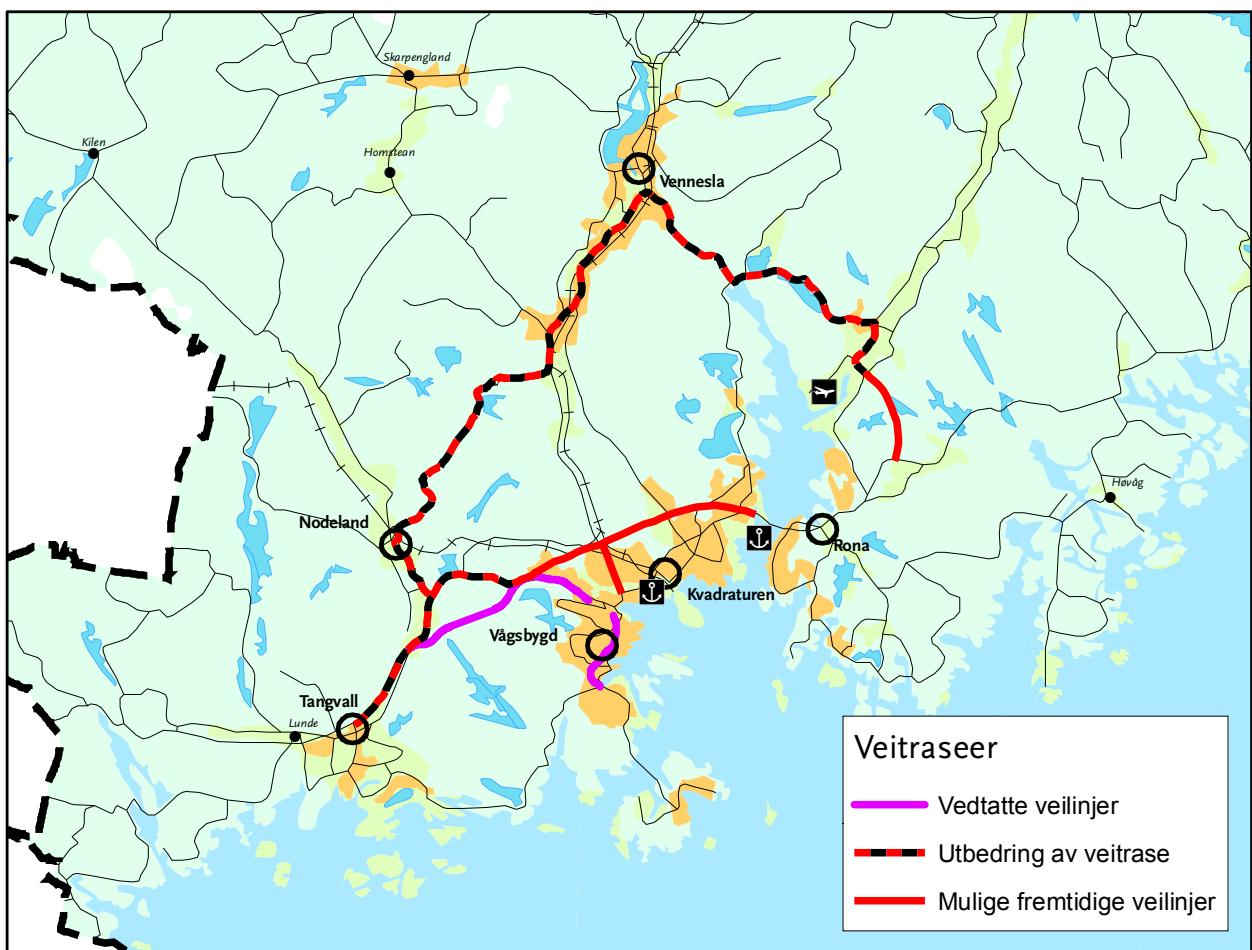 Skarpengland
Kilen
Homstean
Vennesla
Høvåg
Nodeland
Rona
Kvadraturen
Vågsbygd
Tangvall
Lunde
Veitraseer
Vedtatte veilinjer
Utbedring av veitrase
Mulige fremtidige veilinjer